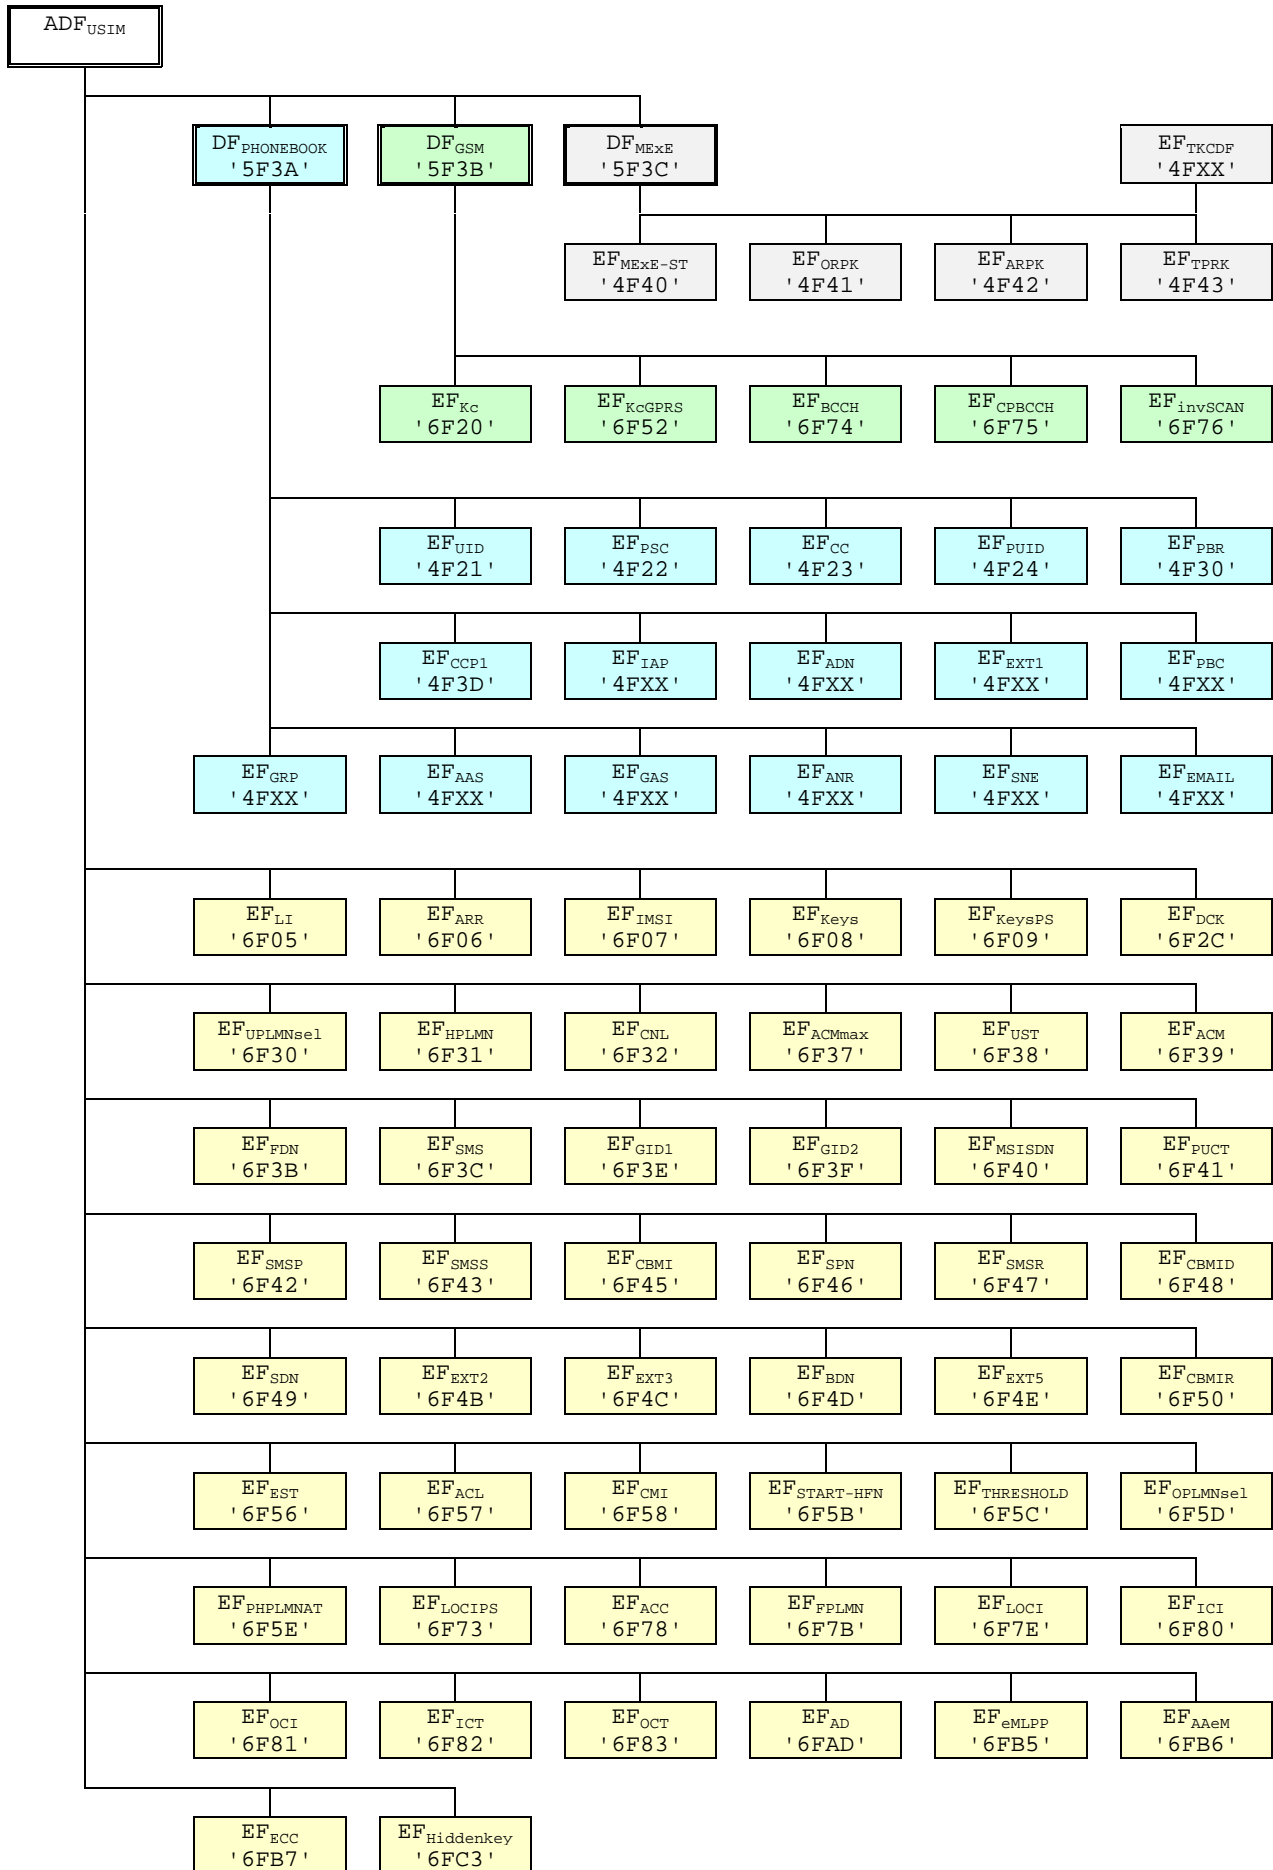 ADFUSIM
DFPHONEBOOK
'5F3A'
DFGSM
'5F3B'
DFMExE
'5F3C'
EFTKCDF
'4FXX'
EFMExE-ST
'4F40'
EFORPK
'4F41'
EFARPK
'4F42'
EFTPRK
'4F43'
EFKc
'6F20'
EFKcGPRS
'6F52'
EFBCCH
'6F74'
EFCPBCCH
'6F75'
EFinvSCAN
'6F76'
EFUID
'4F21'
EFPSC
'4F22'
EFCC
'4F23'
EFPUID
'4F24'
EFPBR
'4F30'
EFCCP1
'4F3D'
EFIAP
'4FXX'
EFADN
'4FXX'
EFEXT1
'4FXX'
EFPBC
'4FXX'
EFGRP
'4FXX'
EFAAS
'4FXX'
EFGAS
'4FXX'
EFANR
'4FXX'
EFSNE
'4FXX'
EFEMAIL
'4FXX'
EFLI
'6F05'
EFARR
'6F06'
EFIMSI
'6F07'
EFKeys
'6F08'
EFKeysPS
'6F09'
EFDCK
'6F2C'
EFUPLMNsel
'6F30'
EFHPLMN
'6F31'
EFCNL
'6F32'
EFACMmax
'6F37'
EFUST
'6F38'
EFACM
'6F39'
EFFDN
'6F3B'
EFSMS
'6F3C'
EFGID1
'6F3E'
EFGID2
'6F3F'
EFMSISDN
'6F40'
EFPUCT
'6F41'
EFSMSP
'6F42'
EFSMSS
'6F43'
EFCBMI
'6F45'
EFSPN
'6F46'
EFSMSR
'6F47'
EFCBMID
'6F48'
EFSDN
'6F49'
EFEXT2
'6F4B'
EFEXT3
'6F4C'
EFBDN
'6F4D'
EFEXT5
'6F4E'
EFCBMIR
'6F50'
EFEST
'6F56'
EFACL
'6F57'
EFCMI
'6F58'
EFSTART-HFN
'6F5B'
EFTHRESHOLD
'6F5C'
EFOPLMNsel
'6F5D'
EFPHPLMNAT
'6F5E'
EFLOCIPS
'6F73'
EFACC
'6F78'
EFFPLMN
'6F7B'
EFLOCI
'6F7E'
EFICI
'6F80'
EFOCI
'6F81'
EFICT
'6F82'
EFOCT
'6F83'
EFAD
'6FAD'
EFeMLPP
'6FB5'
EFAAeM
'6FB6'
EFECC
'6FB7'
EFHiddenkey
'6FC3'